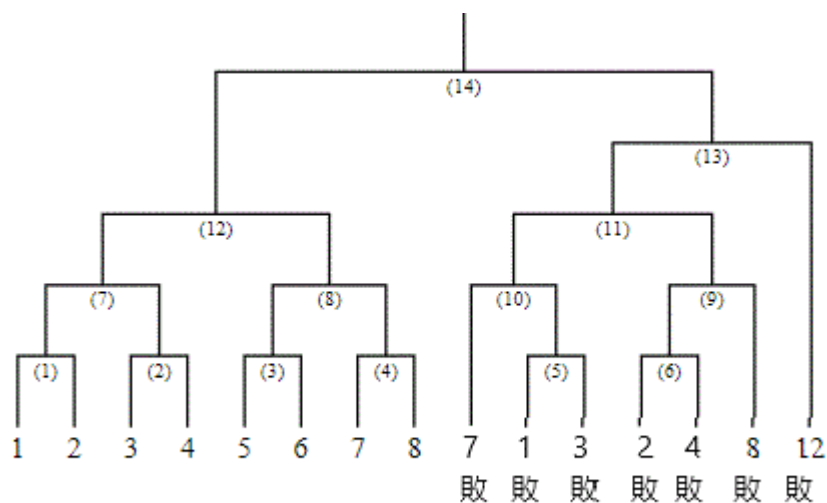 (14)
(13)
(12) (11)
(7) (8) (10) (9)
(1) (2) (3) (4) (5) (6)
1 2 3 4 5 6 7 8 7 1 3 2 4 8 12
敗 敗 敗 敗 敗 敗 敗